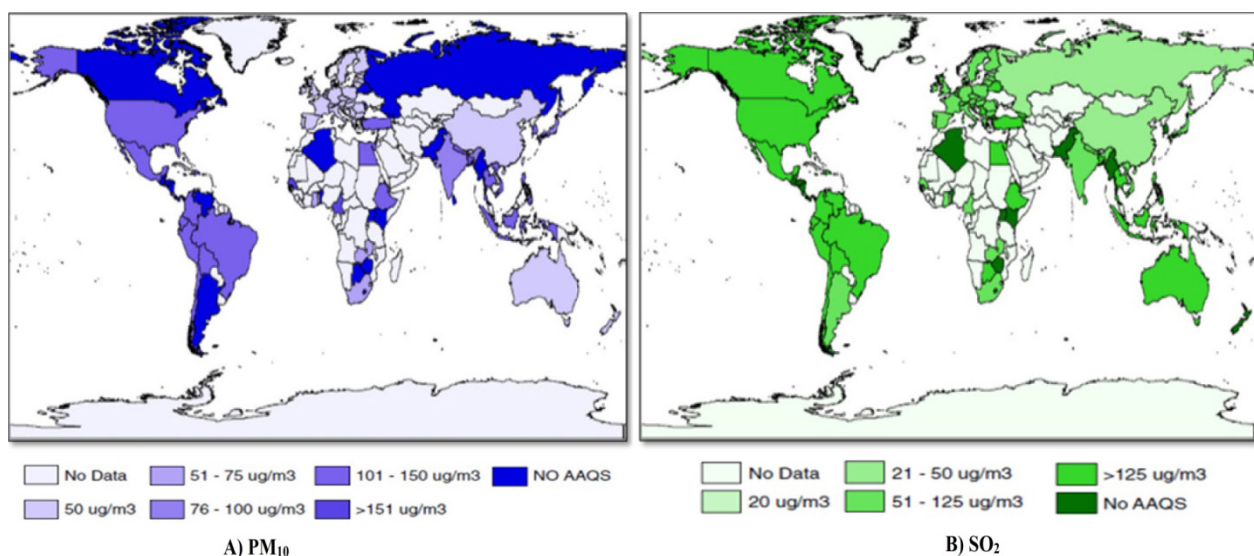 No Data
51 - 75 ug/m3
101 - 150 ug/m3
NO AAQS
50 ug/m3
76 - 100 ug/m3
>151 ug/m3
A) PM₁₀
No Data
21 - 50 ug/m3
>125 ug/m3
20 ug/m3
51 - 125 ug/m3
No AAQS
B) SO₂